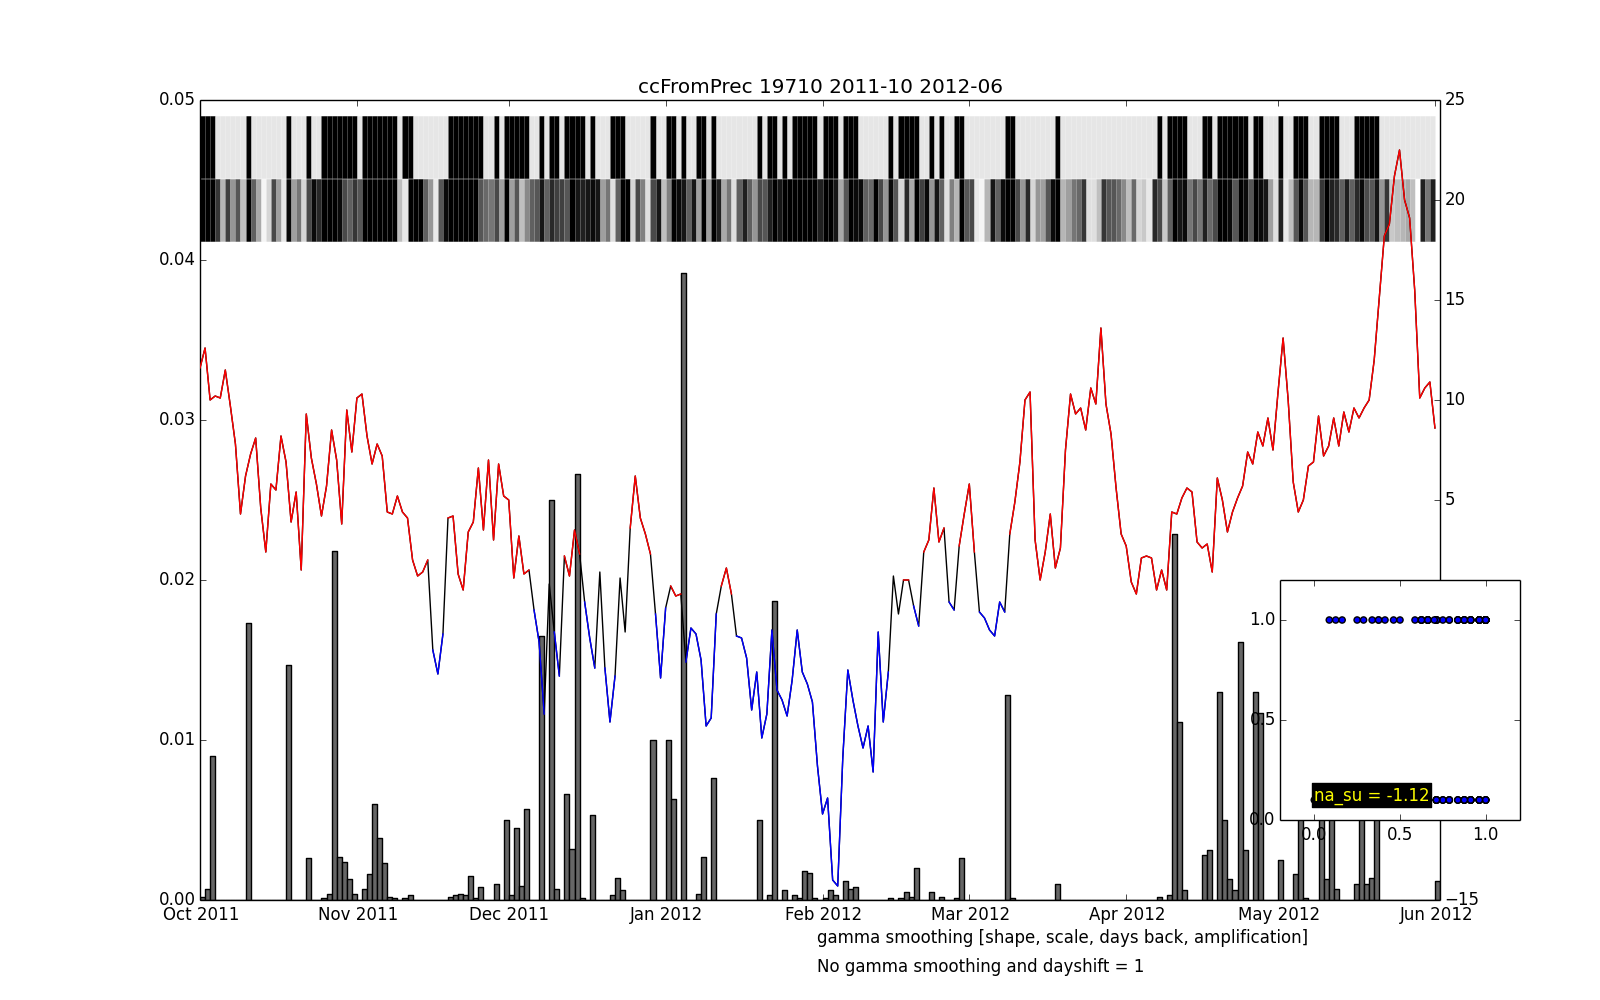 ccFromPrec 19710 2011-10 2012-06
0.05
0.04
0.03
0.02
0.01
0.00
25
20
15
10
5
−15
1.0
0.5
0.0
na_su = -1.12
0.0 0.5 1.0
Oct 2011 Nov 2011 Dec 2011 Jan 2012 Feb 2012 Mar 2012 Apr 2012 May 2012 Jun 2012
gamma smoothing [shape, scale, days back, amplification]
No gamma smoothing and dayshift = 1